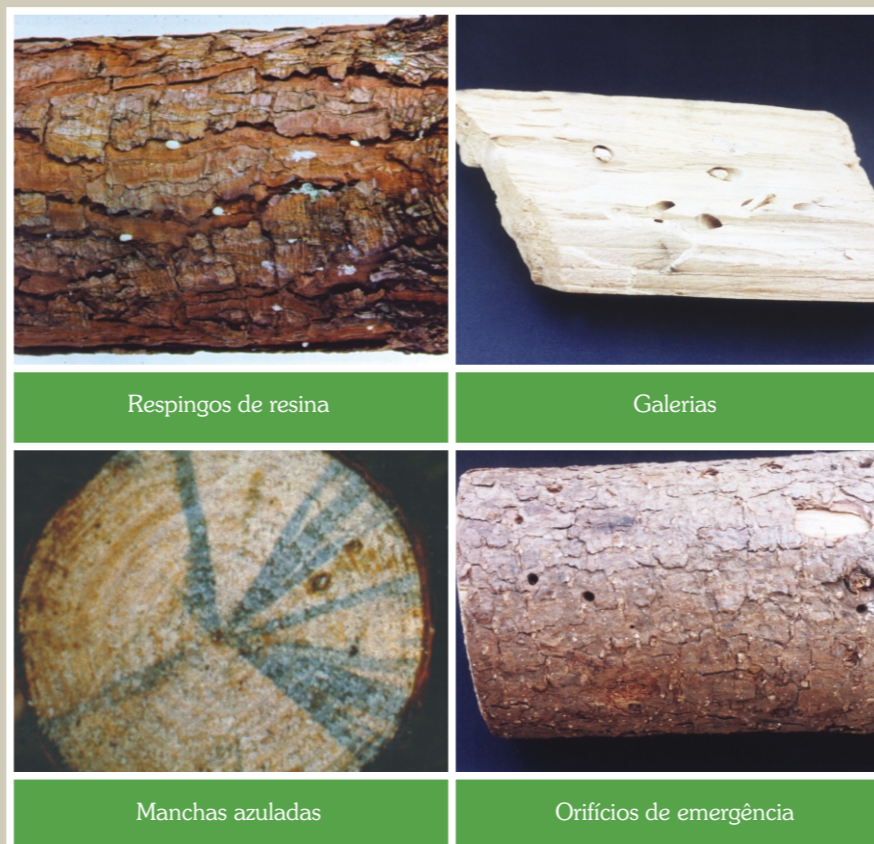 Respingos de resina
Galerias
Manchas azuladas
Orifícios de emergência